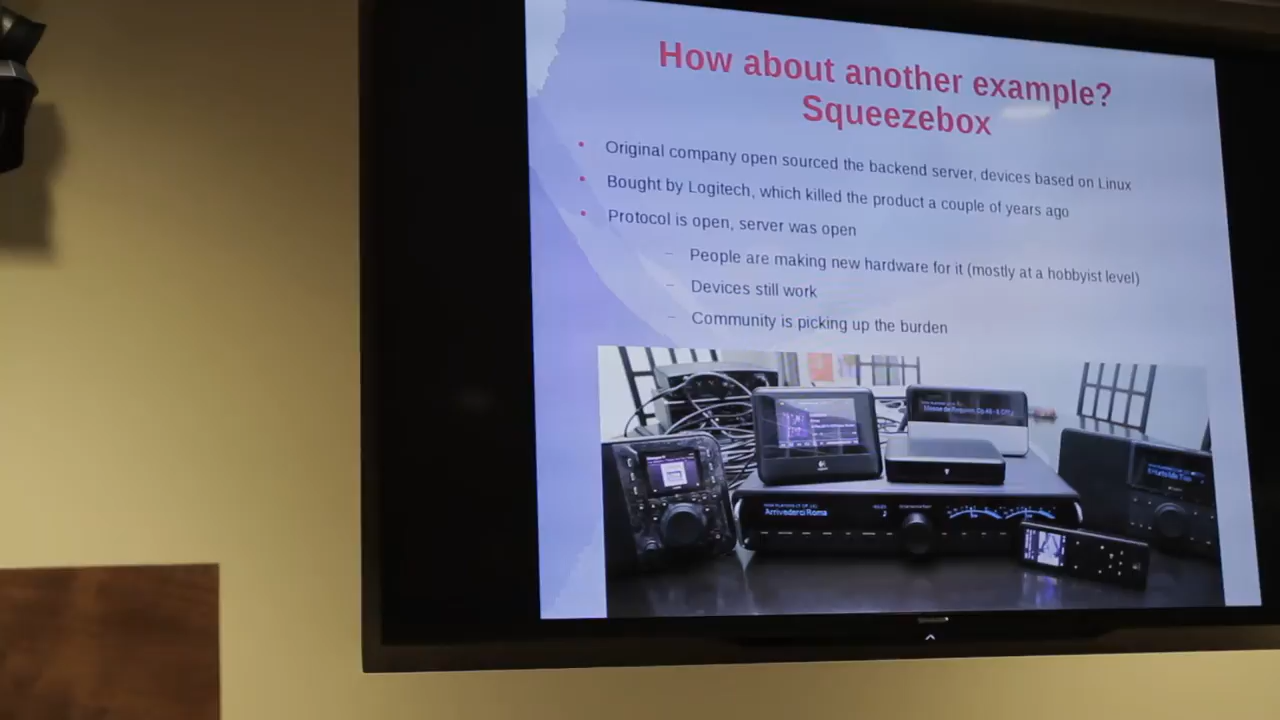 How about another example?
Squeezebox
Original company open sourced the backend server, devices based on Linux
Bought by Logitech, which killed the product a couple of years ago
Protocol is open, server was open
People are making new hardware for it (mostly at a hobbyist level)
Devices still work
Community is picking up the burden
Arrivederci Roma